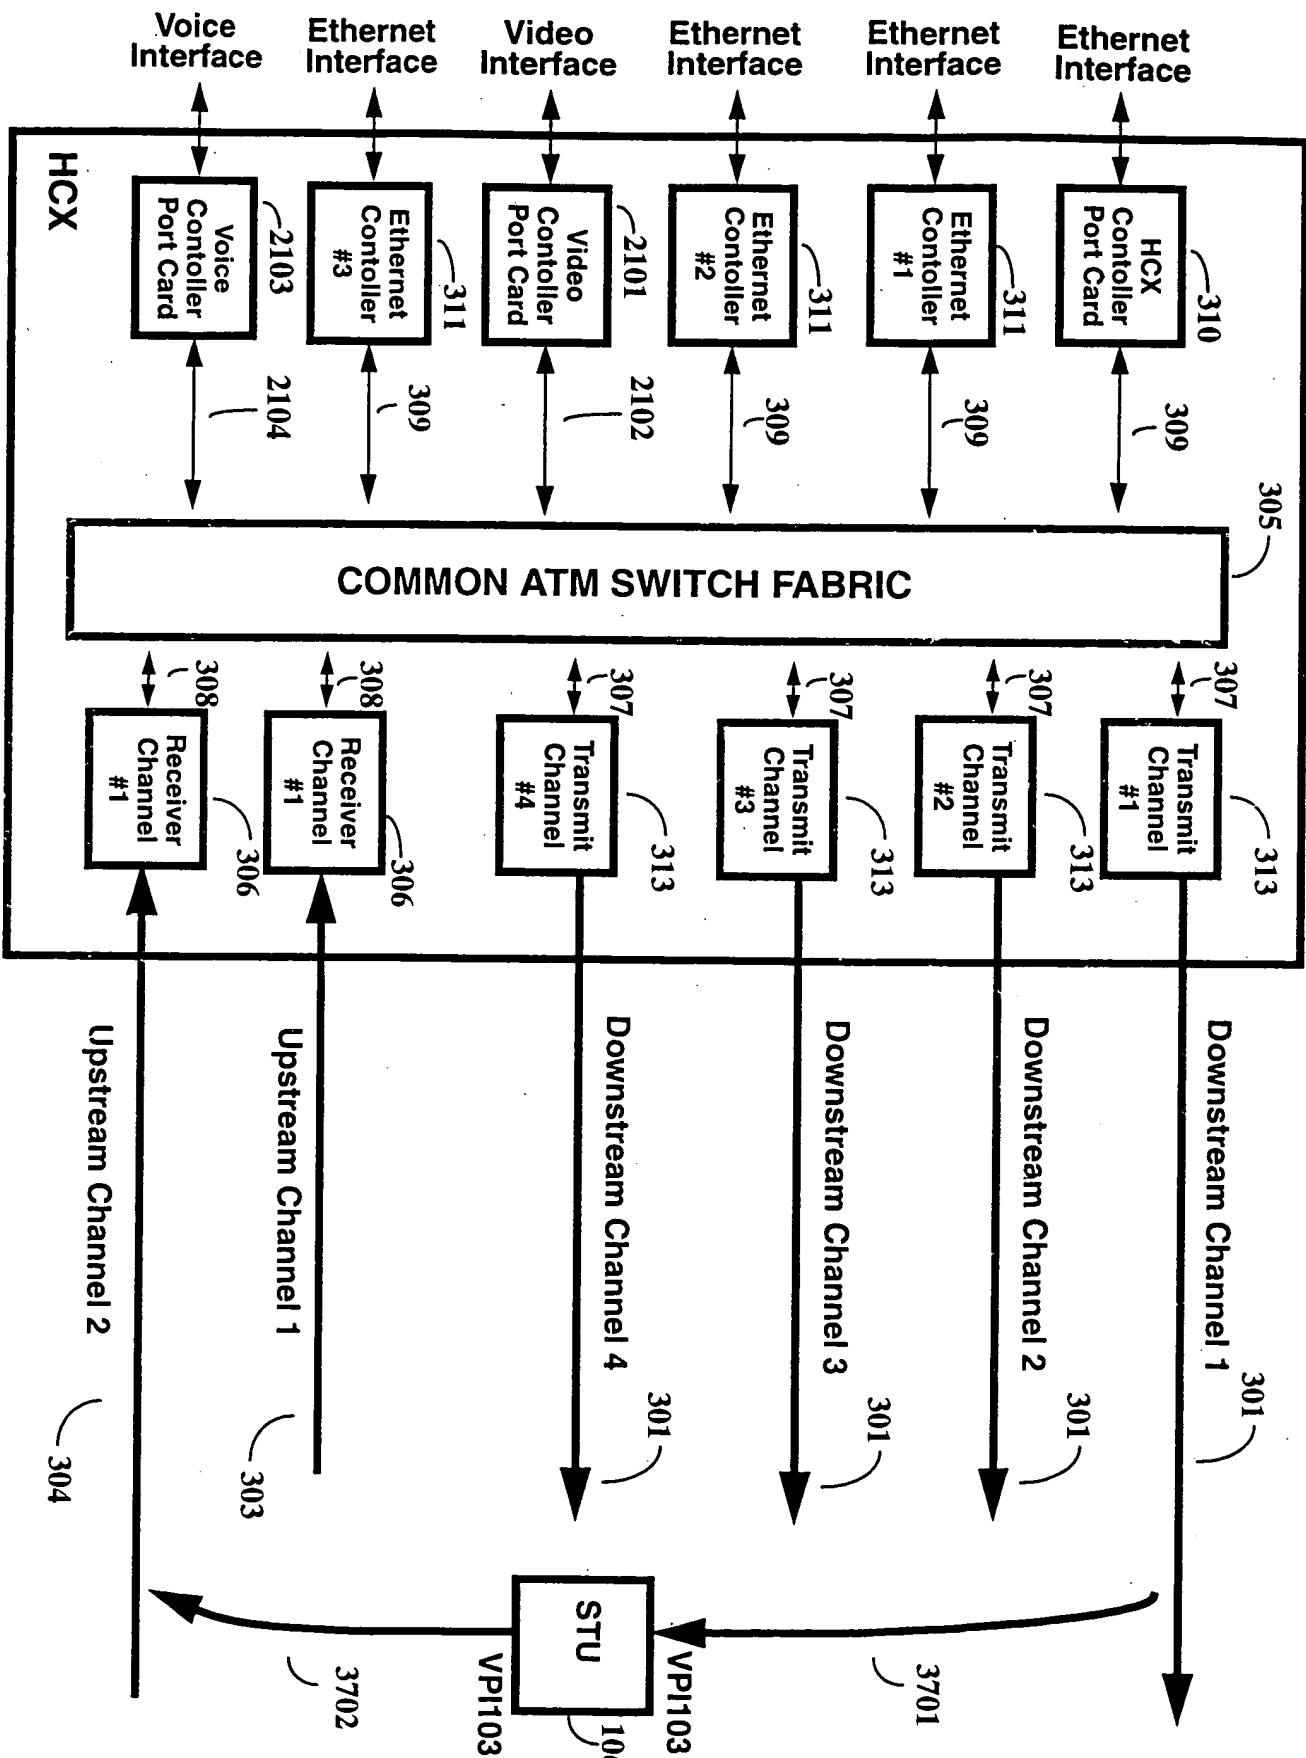 Voice
Interface
Ethernet
Interface
Video
Interface
Ethernet
Interface
Ethernet
Interface
Ethernet
Interface
HCX
HCX
Contoller
Port Card
310
Ethernet
Contoller
#1
311
Ethernet
Contoller
#2
311
Video
Contoller
Port Card
2101
Ethernet
Contoller
#3
311
Voice
Contoller
Port Card
2103
309
309
309
2102
309
2104
305
COMMON ATM SWITCH FABRIC
307
307
307
307
308
308
Transmit
Channel
#1
313
Transmit
Channel
#2
313
Transmit
Channel
#3
313
Transmit
Channel
#4
313
Receiver
Channel
#1
306
Receiver
Channel
#1
306
Downstream Channel 1
301
Downstream Channel 2
301
Downstream Channel 3
301
Downstream Channel 4
301
Upstream Channel 1
303
Upstream Channel 2
304
3701
VPI103
STU
VPI103
3702